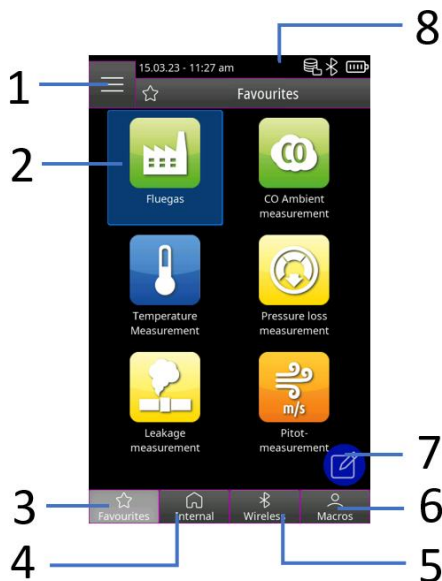 8
15.03.23 - 11:27 am
1
Favourites
2
CO
Fluegas
CO Ambient
measurement
Temperature
Measurement
Pressure loss
measurement
m/s
Leakage
measurement
Pitot-
measurement
7
3
Favourites
Internal
Wireless
Macros
6
4
5